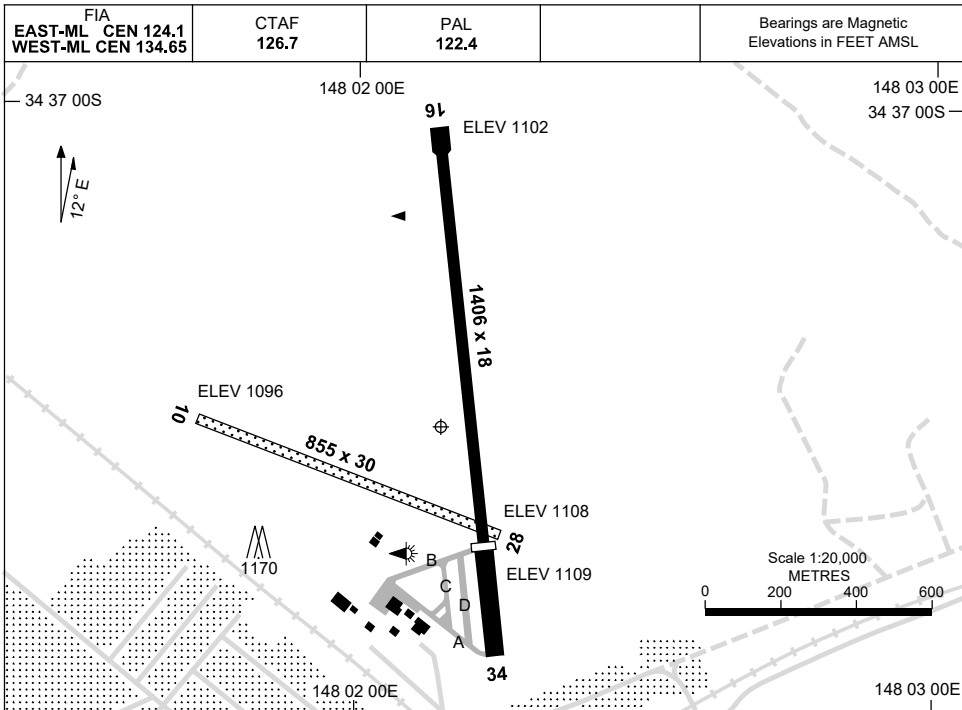 FIA
EAST-ML CEN 124.1
WEST-ML CEN 134.65
CTAF
126.7
PAL
122.4
Bearings are Magnetic
Elevations in FEET AMSL
148 02 00E
148 03 00E
34 37 00S
34 37 00S
16
ELEV 1102
12° E
1406 x 18
ELEV 1096
10
855 x 30
ELEV 1108
28
ELEV 1109
1170
B
C
D
A
34
Scale 1:20,000
METRES
0 200 400 600
148 02 00E
148 03 00E